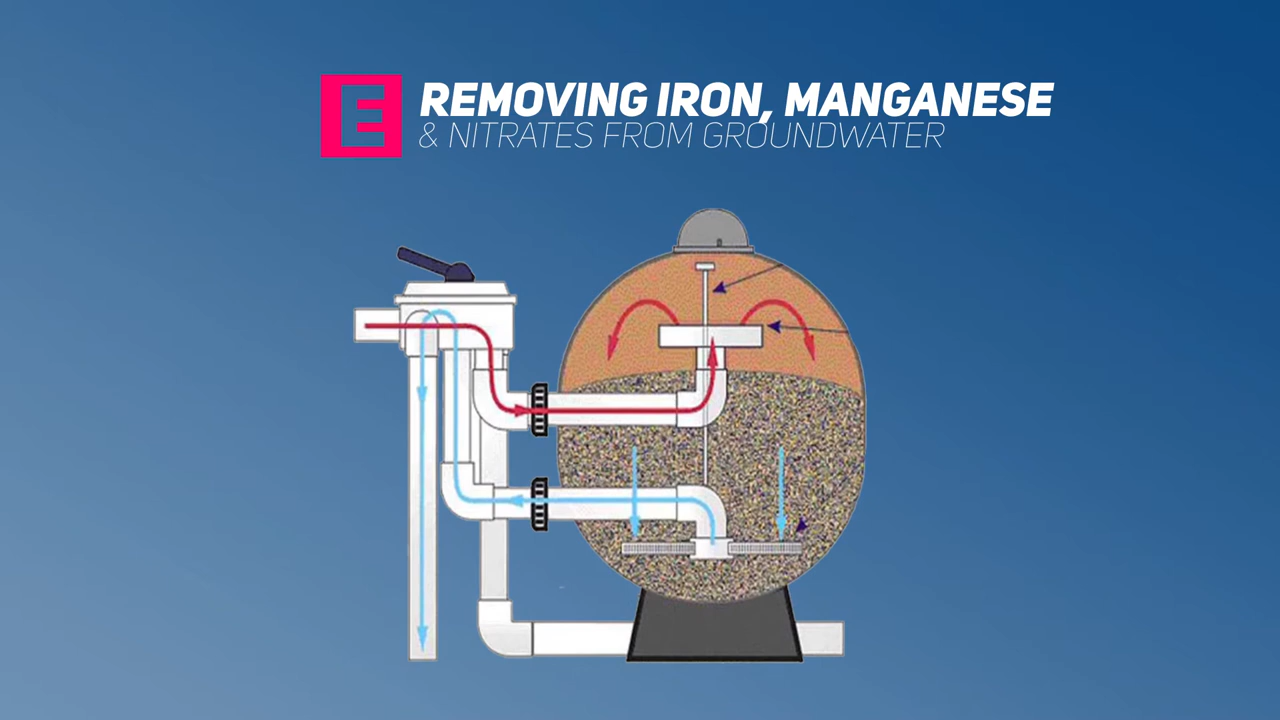 E
REMOVING IRON, MANGANESE
& NITRATES FROM GROUNDWATER